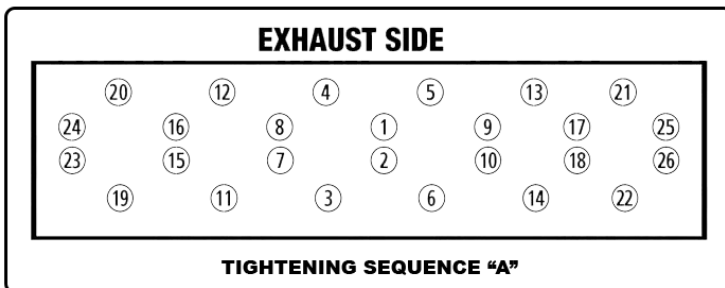 EXHAUST SIDE
20 12 4 5 13 21
24 16 8 1 9 17 25
23 15 7 2 10 18 26
19 11 3 6 14 22
TIGHTENING SEQUENCE “A”